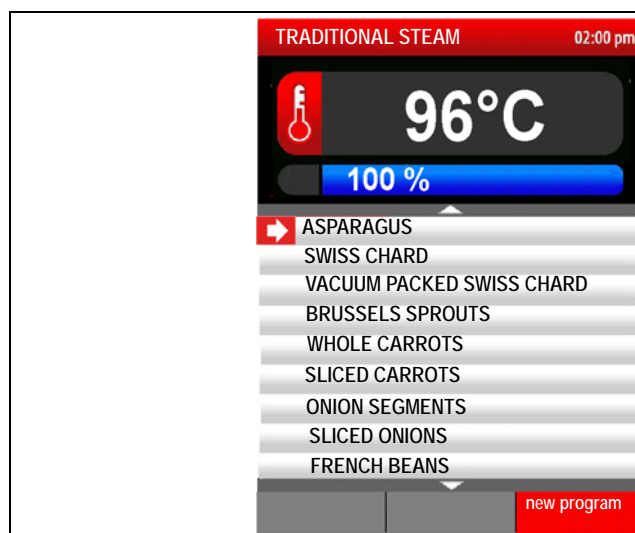 TRADITIONAL STEAM 02:00 pm
96°C
100 %
ASPARAGUS
SWISS CHARD
VACUUM PACKED SWISS CHARD
BRUSSELS SPROUTS
WHOLE CARROTS
SLICED CARROTS
ONION SEGMENTS
SLICED ONIONS
FRENCH BEANS
new program